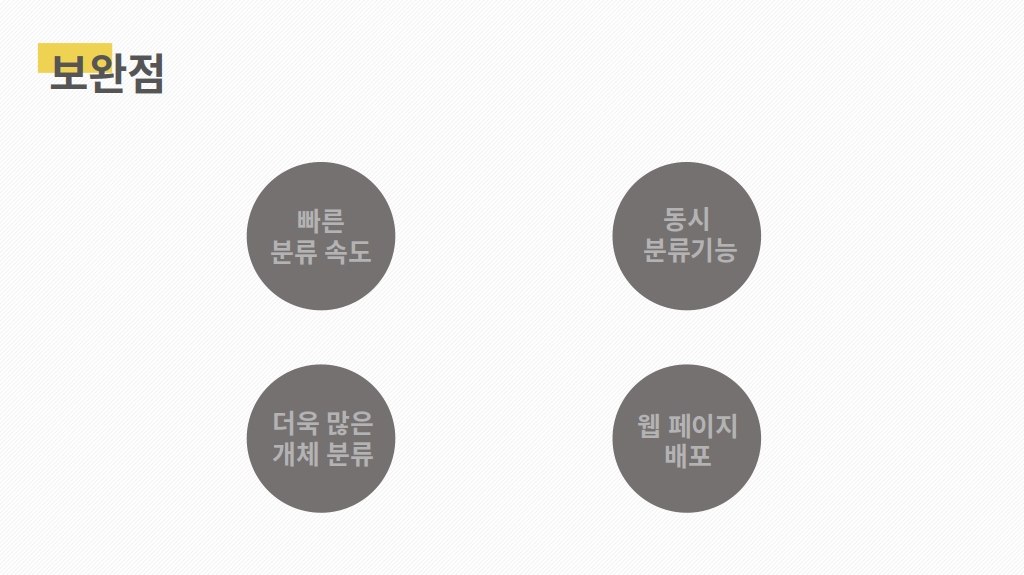 보완점
빠른
분류 속도
동시
분류기능
더욱 많은
개체 분류
웹 페이지
배포